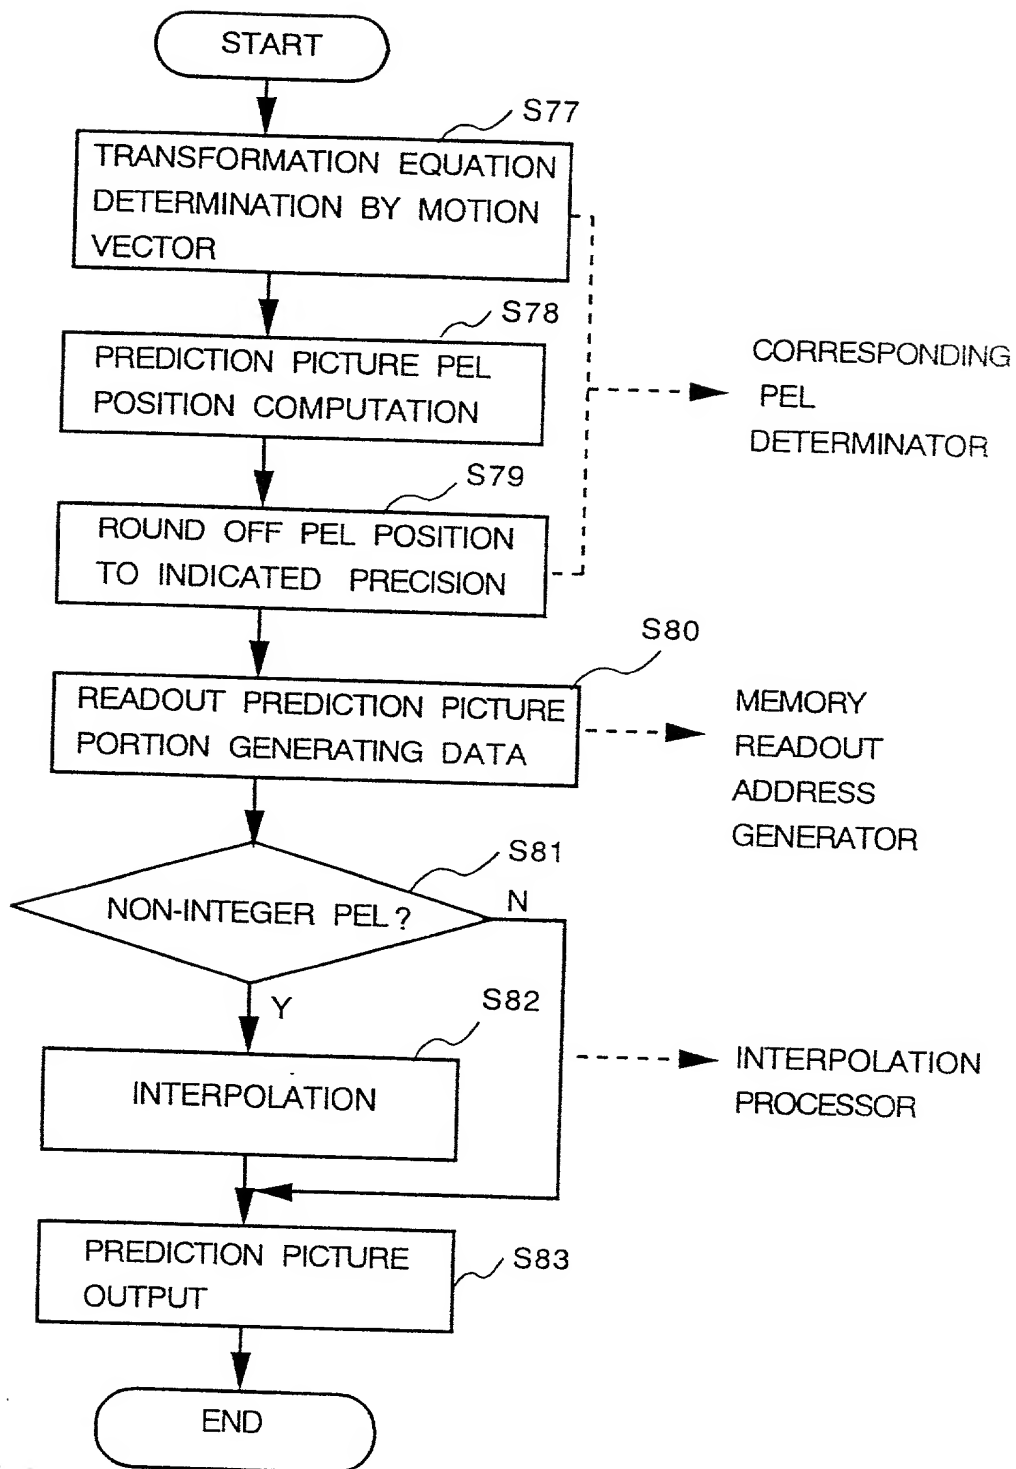 START
S77
TRANSFORMATION EQUATION
DETERMINATION BY MOTION
VECTOR
S78
PREDICTION PICTURE PEL
POSITION COMPUTATION
CORRESPONDING
PEL
DETERMINATOR
S79
ROUND OFF PEL POSITION
TO INDICATED PRECISION
S80
READOUT PREDICTION PICTURE
PORTION GENERATING DATA
MEMORY
READOUT
ADDRESS
GENERATOR
S81
NON-INTEGER PEL?
N
Y
S82
INTERPOLATION
INTERPOLATION
PROCESSOR
PREDICTION PICTURE
OUTPUT
S83
END